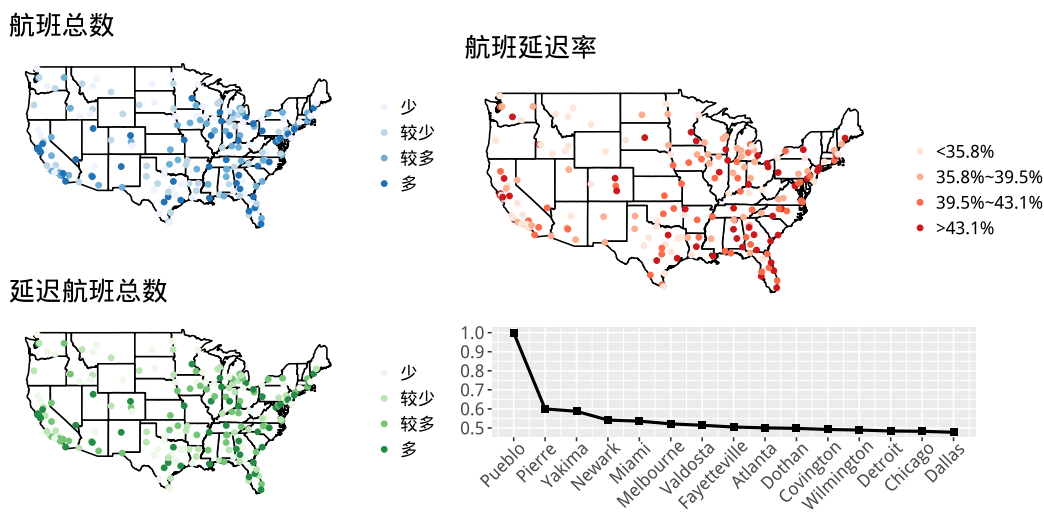 航班总数
少
较少
较多
多
航班延迟率
<35.8%
35.8%~39.5%
39.5%~43.1%
>43.1%
延迟航班总数
少
较少
较多
多
1.0
0.9
0.8
0.7
0.6
0.5
Pueblo
Pierre
Yakima
Newark
Miami
Melbourne
Valdosta
Fayetteville
Atlanta
Dothan
Covington
Wilmington
Detroit
Chicago
Dallas